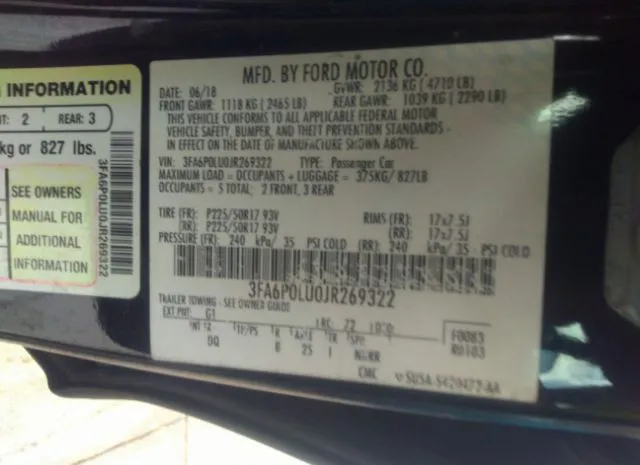 INFORMATION
2 REAR: 3
kg or 827 lbs.
SEE OWNERS
MANUAL FOR
ADDITIONAL
INFORMATION
3FA6P0LU0JR269322
MFD. BY FORD MOTOR CO.
DATE: 06/18 GVWR: 2136 KG ( 4710 LB)
FRONT GAWR: 1118 KG ( 2465 LB) REAR GAWR: 1039 KG ( 2290 LB)
THIS VEHICLE CONFORMS TO ALL APPLICABLE FEDERAL MOTOR
VEHICLE SAFETY, BUMPER, AND THEFT PREVENTION STANDARDS
IN EFFECT ON THE DATE OF MANUFACTURE SHOWN ABOVE.
VIN: 3FA6P0LU0JR269322 TYPE: Passenger Car
MAXIMUM LOAD = OCCUPANTS + LUGGAGE = 375KG/ 827LB
OCCUPANTS = 5 TOTAL; 2 FRONT, 3 REAR
TIRE (FR): P225/50R17 93V RIMS (FR): 17x7.5J
(RR): P225/50R17 93V (RR): 17x7.5J
PRESSURE (FR): 240 kPa/ 35 PSI COLD (RR): 240 kPa/ 35 PSI COLD
3FA6P0LU0JR269322
TRAILER TOWING - SEE OWNER GUIDE
EXT PNT: G1 RC: 72
F0083
R0103
DQ 8 25 I